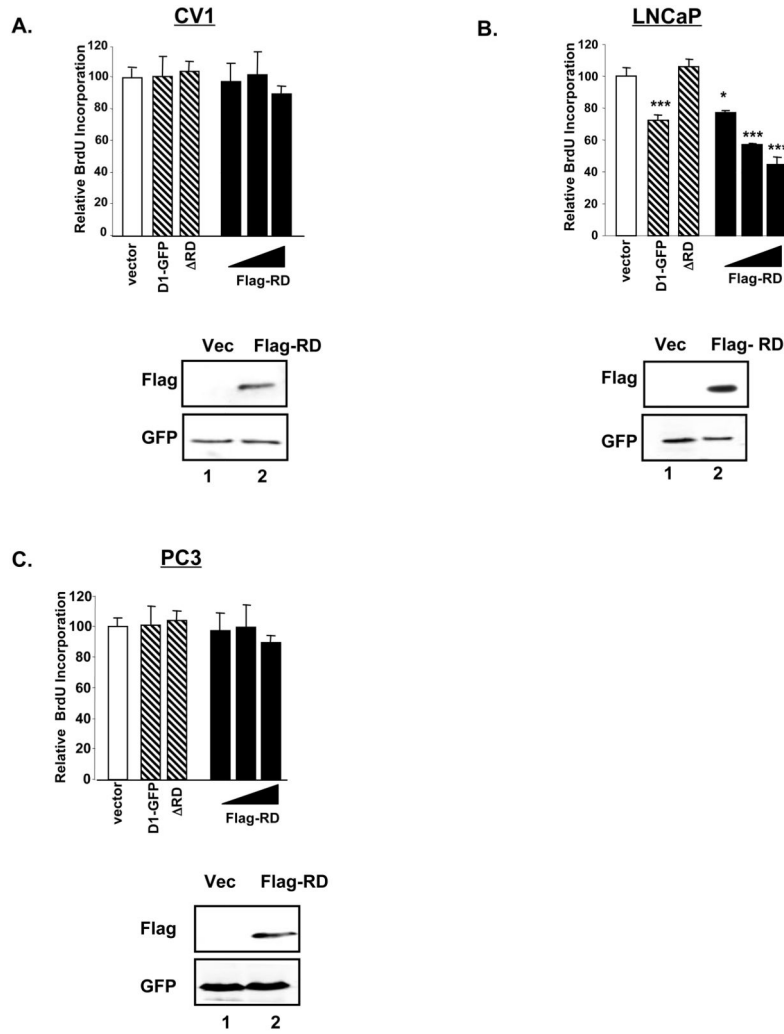 A.
CV1
Relative BrdU Incorporation
120
100
80
60
40
20
0
vector
D1-GFP
ΔRD
Flag-RD
Vec Flag-RD
Flag
GFP
1 2
B.
LNCaP
Relative BrdU Incorporation
120
100
80
60
40
20
0
***
*
***
***
vector
D1-GFP
ΔRD
Flag-RD
Vec Flag- RD
Flag
GFP
1 2
C.
PC3
Relative BrdU Incorporation
120
100
80
60
40
20
0
vector
D1-GFP
ΔRD
Flag-RD
Vec Flag-RD
Flag
GFP
1 2